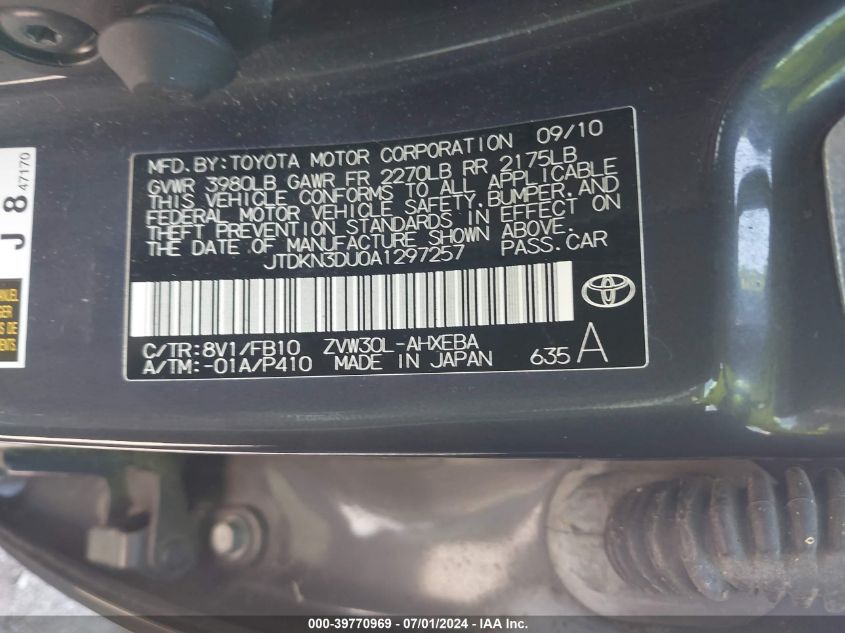 MFD.BY:TOYOTA MOTOR CORPORATION 09/10
GVWR 3980LB GAWR FR 2270LB RR 2175LB
THIS VEHICLE CONFORMS TO ALL APPLICABLE
FEDERAL MOTOR VEHICLE SAFETY,BUMPER,AND
THEFT PREVENTION STANDARDS IN EFFECT ON
THE DATE OF MANUFACTURE SHOWN ABOVE.
JTDKN3DU0A1297257 PASS.CAR
C/TR:8V1/FB10 ZVW30L-AHXEBA
A/TM:-01A/P410 MADE IN JAPAN 635 A
J 8 47170
MANUEL
DES
000-39770969 / 07/01/2024 - IAA Inc.